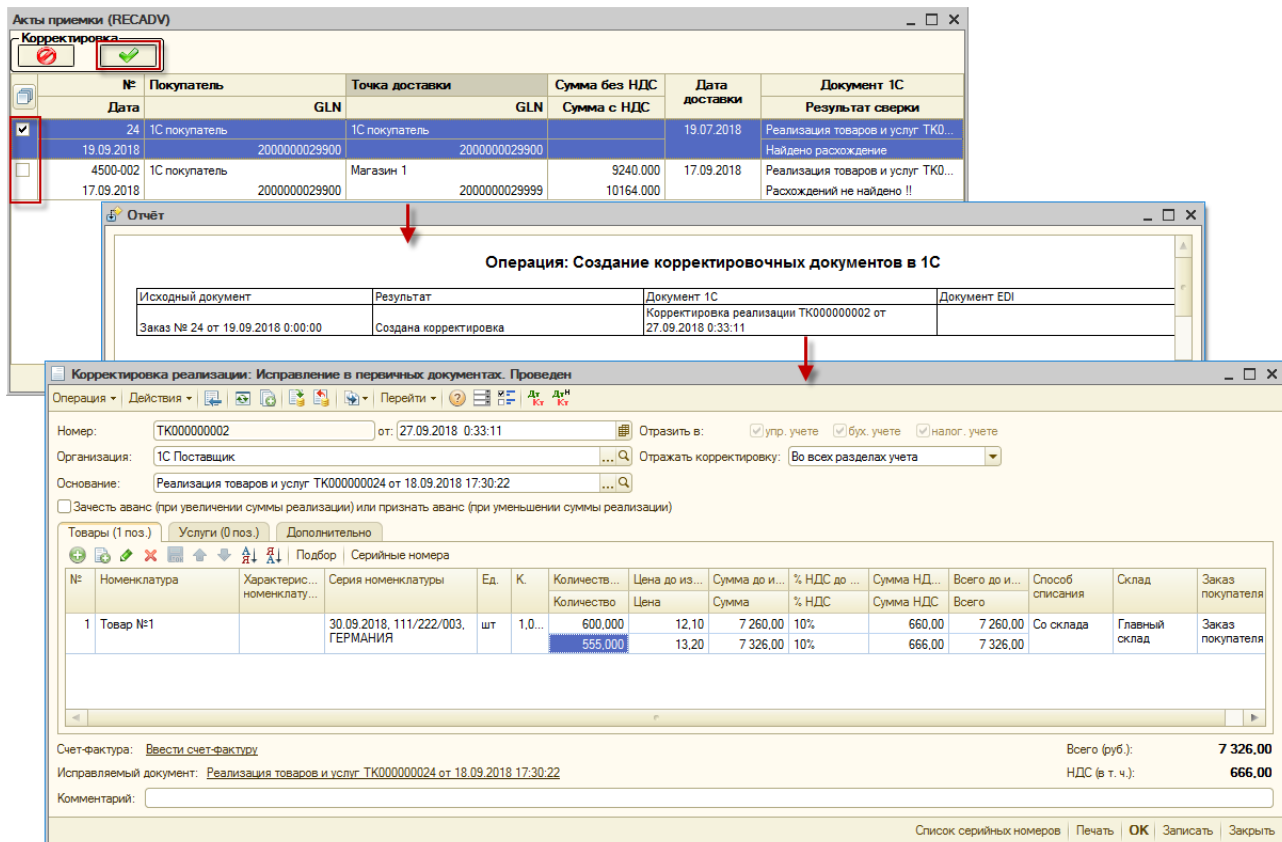 Акты приемки (RECADV)
Корректировка
№ Покупатель Точка доставки Сумма без НДС Дата доставки Документ 1С
Дата GLN GLN Сумма с НДС Результат сверки
24 1С покупатель 1С покупатель 19.07.2018 Реализация товаров и услуг ТК0...
19.09.2018 2000000029900 2000000029900 Найдено расхождение
4500-002 1С покупатель Магазин 1 9240.000 17.09.2018 Реализация товаров и услуг ТК0...
17.09.2018 2000000029900 2000000029999 10164.000 Расхождений не найдено !!
Отчёт
Операция: Создание корректировочных документов в 1С
Исходный документ Результат Документ 1С Документ EDI
Корректировка реализации ТК000000002 от
Заказ № 24 от 19.09.2018 0:00:00 Создана корректировка 27.09.2018 0:33:11
Корректировка реализации: Исправление в первичных документах. Проведен
Операция Действия Перейти Дт Кт ДтН Кт
Номер: ТК000000002 от: 27.09.2018 0:33:11 Отразить в: упр. учете бух. учете налог. учете
Организация: 1С Поставщик ... Отражать корректировку: Во всех разделах учета
Основание: Реализация товаров и услуг ТК000000024 от 18.09.2018 17:30:22 ...
Зачесть аванс (при увеличении суммы реализации) или признать аванс (при уменьшении суммы реализации)
Товары (1 поз.) Услуги (0 поз.) Дополнительно
Подбор Серийные номера
№ Номенклатура Характерис... Серия номенклатуры Ед. К. Количеств... Цена до из... Сумма до и... % НДС до ... Сумма НД... Всего до и... Способ Склад Заказ
номенклату... Количество Цена Сумма % НДС Сумма НДС Всего списания покупателя
1 Товар №1 30.09.2018, 111/222/003, шт 1,0... 600,000 12,10 7 260,00 10% 660,00 7 260,00 Со склада Главный Заказ
ГЕРМАНИЯ 555,000 13,20 7 326,00 10% 666,00 7 326,00 склад покупателя
Счет-фактура: Ввести счет-фактуру Всего (руб.): 7 326,00
Исправляемый документ: Реализация товаров и услуг ТК000000024 от 18.09.2018 17:30:22 НДС (в т. ч.): 666,00
Комментарий:
Список серийных номеров Печать OK Записать Закрыть